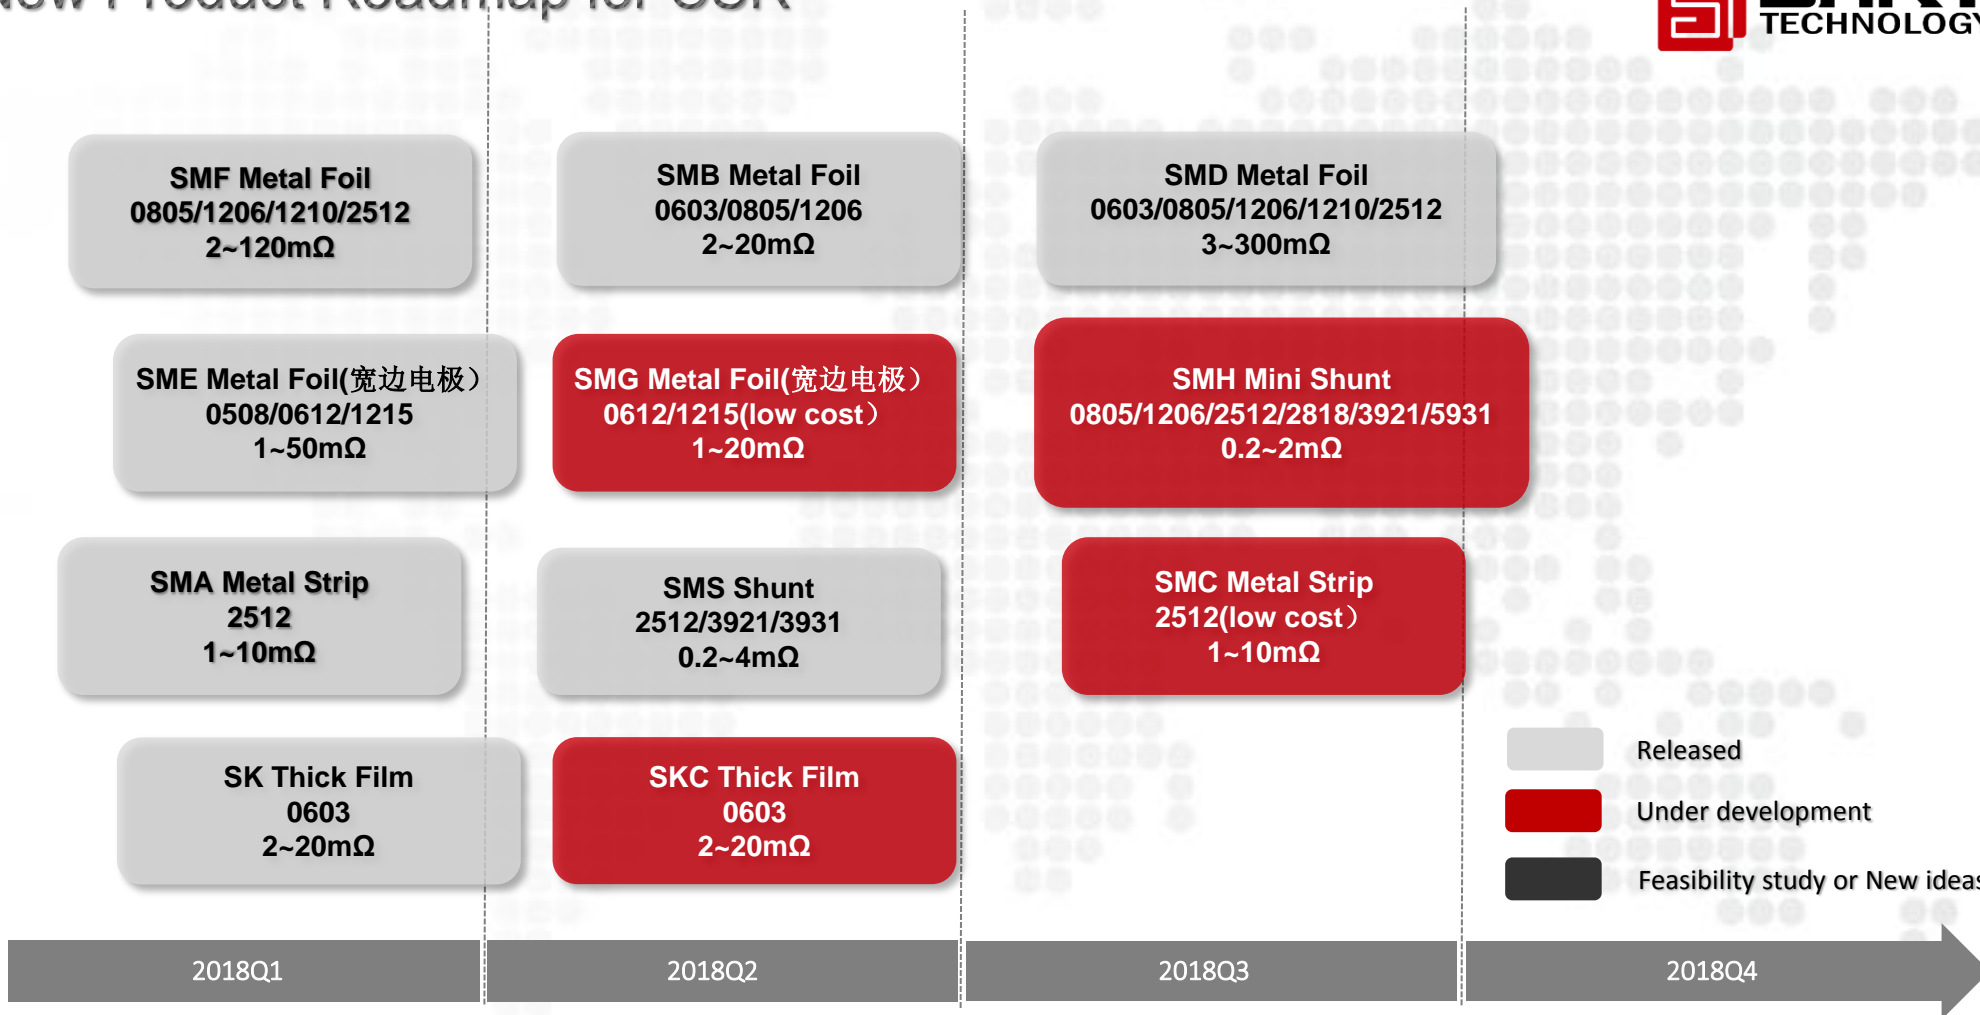 New Product Roadmap for CSR
TECHNOLOGY
SMF Metal Foil
0805/1206/1210/2512
2~120mΩ
SMB Metal Foil
0603/0805/1206
2~20mΩ
SMD Metal Foil
0603/0805/1206/1210/2512
3~300mΩ
SME Metal Foil(宽边电极）
0508/0612/1215
1~50mΩ
SMG Metal Foil(宽边电极）
0612/1215(low cost）
1~20mΩ
SMH Mini Shunt
0805/1206/2512/2818/3921/5931
0.2~2mΩ
SMA Metal Strip
2512
1~10mΩ
SMS Shunt
2512/3921/3931
0.2~4mΩ
SMC Metal Strip
2512(low cost）
1~10mΩ
SK Thick Film
0603
2~20mΩ
SKC Thick Film
0603
2~20mΩ
Released
Under development
Feasibility study or New ideas
2018Q1
2018Q2
2018Q3
2018Q4